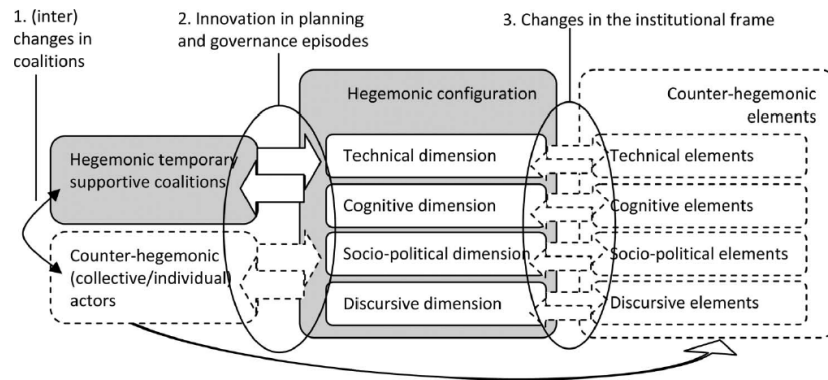 1. (inter)
changes in
coalitions
2. Innovation in planning
and governance episodes
3. Changes in the institutional frame
Hegemonic configuration
Counter-hegemonic
elements
Hegemonic temporary
supportive coalitions
Technical dimension
Technical elements
Cognitive dimension
Cognitive elements
Counter-hegemonic
(collective/individual)
actors
Socio-political dimension
Socio-political elements
Discursive dimension
Discursive elements